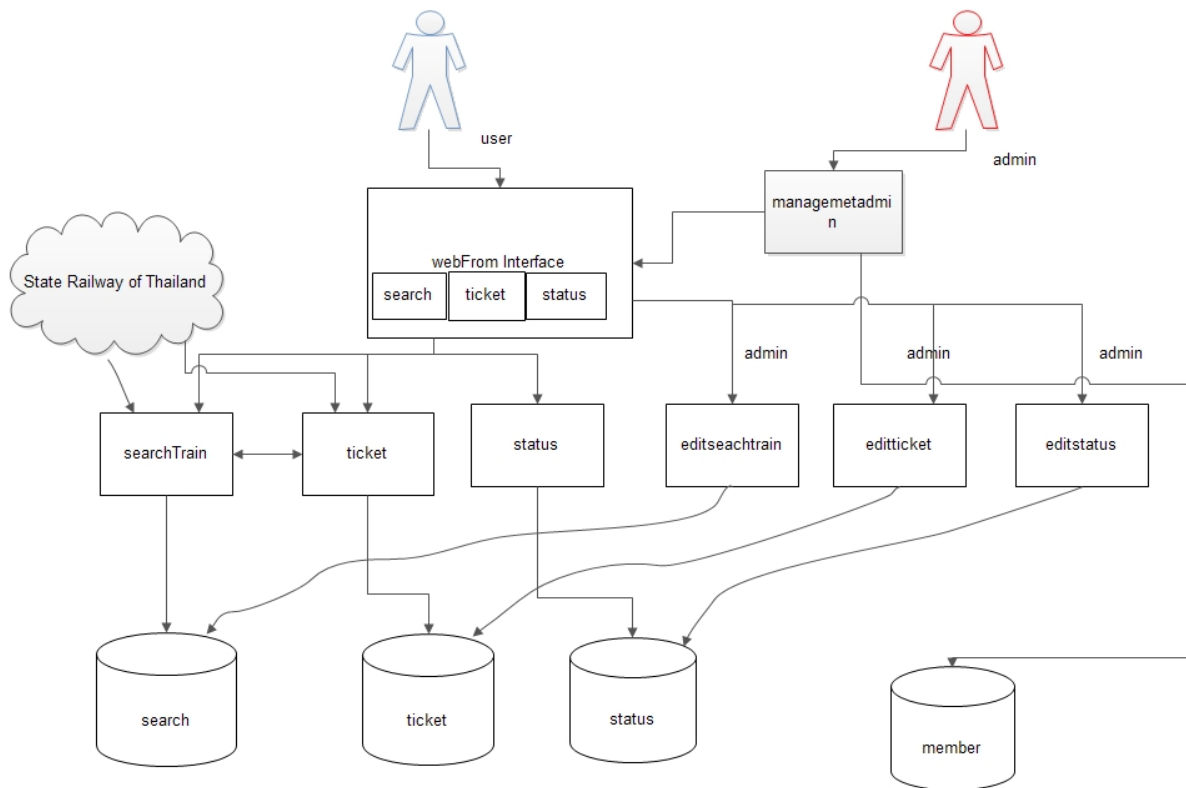 user
admin
managemetadmi
n
State Railway of Thailand
webFrom Interface
search
ticket
status
admin
admin
admin
searchTrain
ticket
status
editseachtrain
editticket
editstatus
search
ticket
status
member